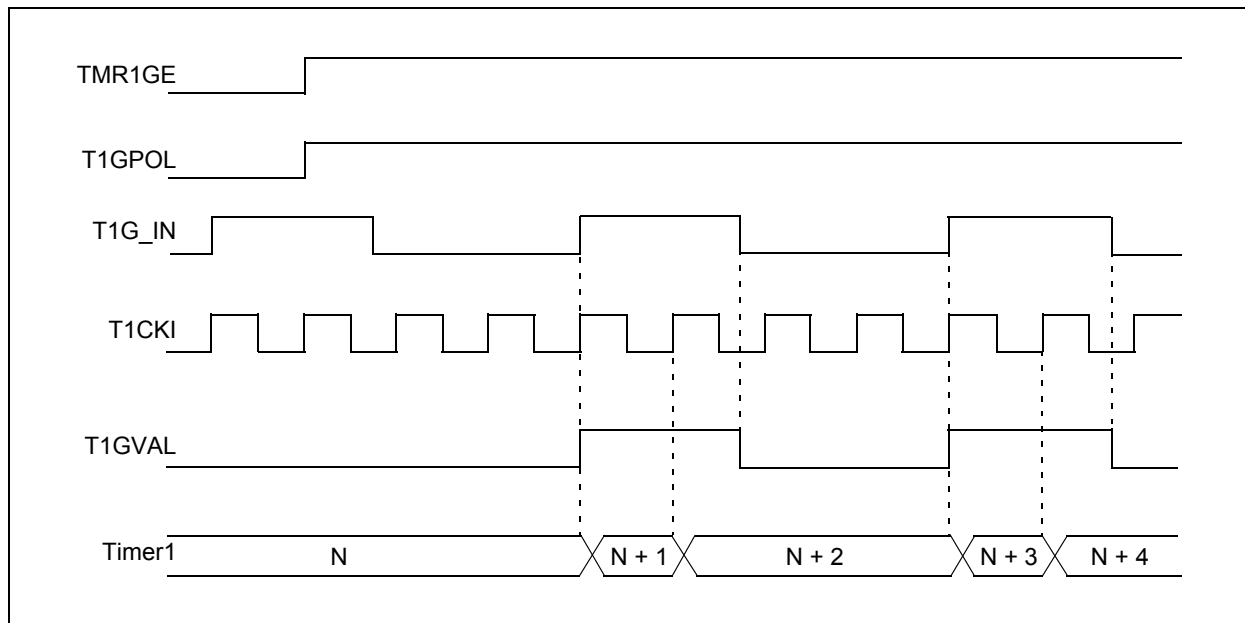 TMR1GE
T1GPOL
T1G_IN
T1CKI
T1GVAL
Timer1 N N + 1 N + 2 N + 3 N + 4